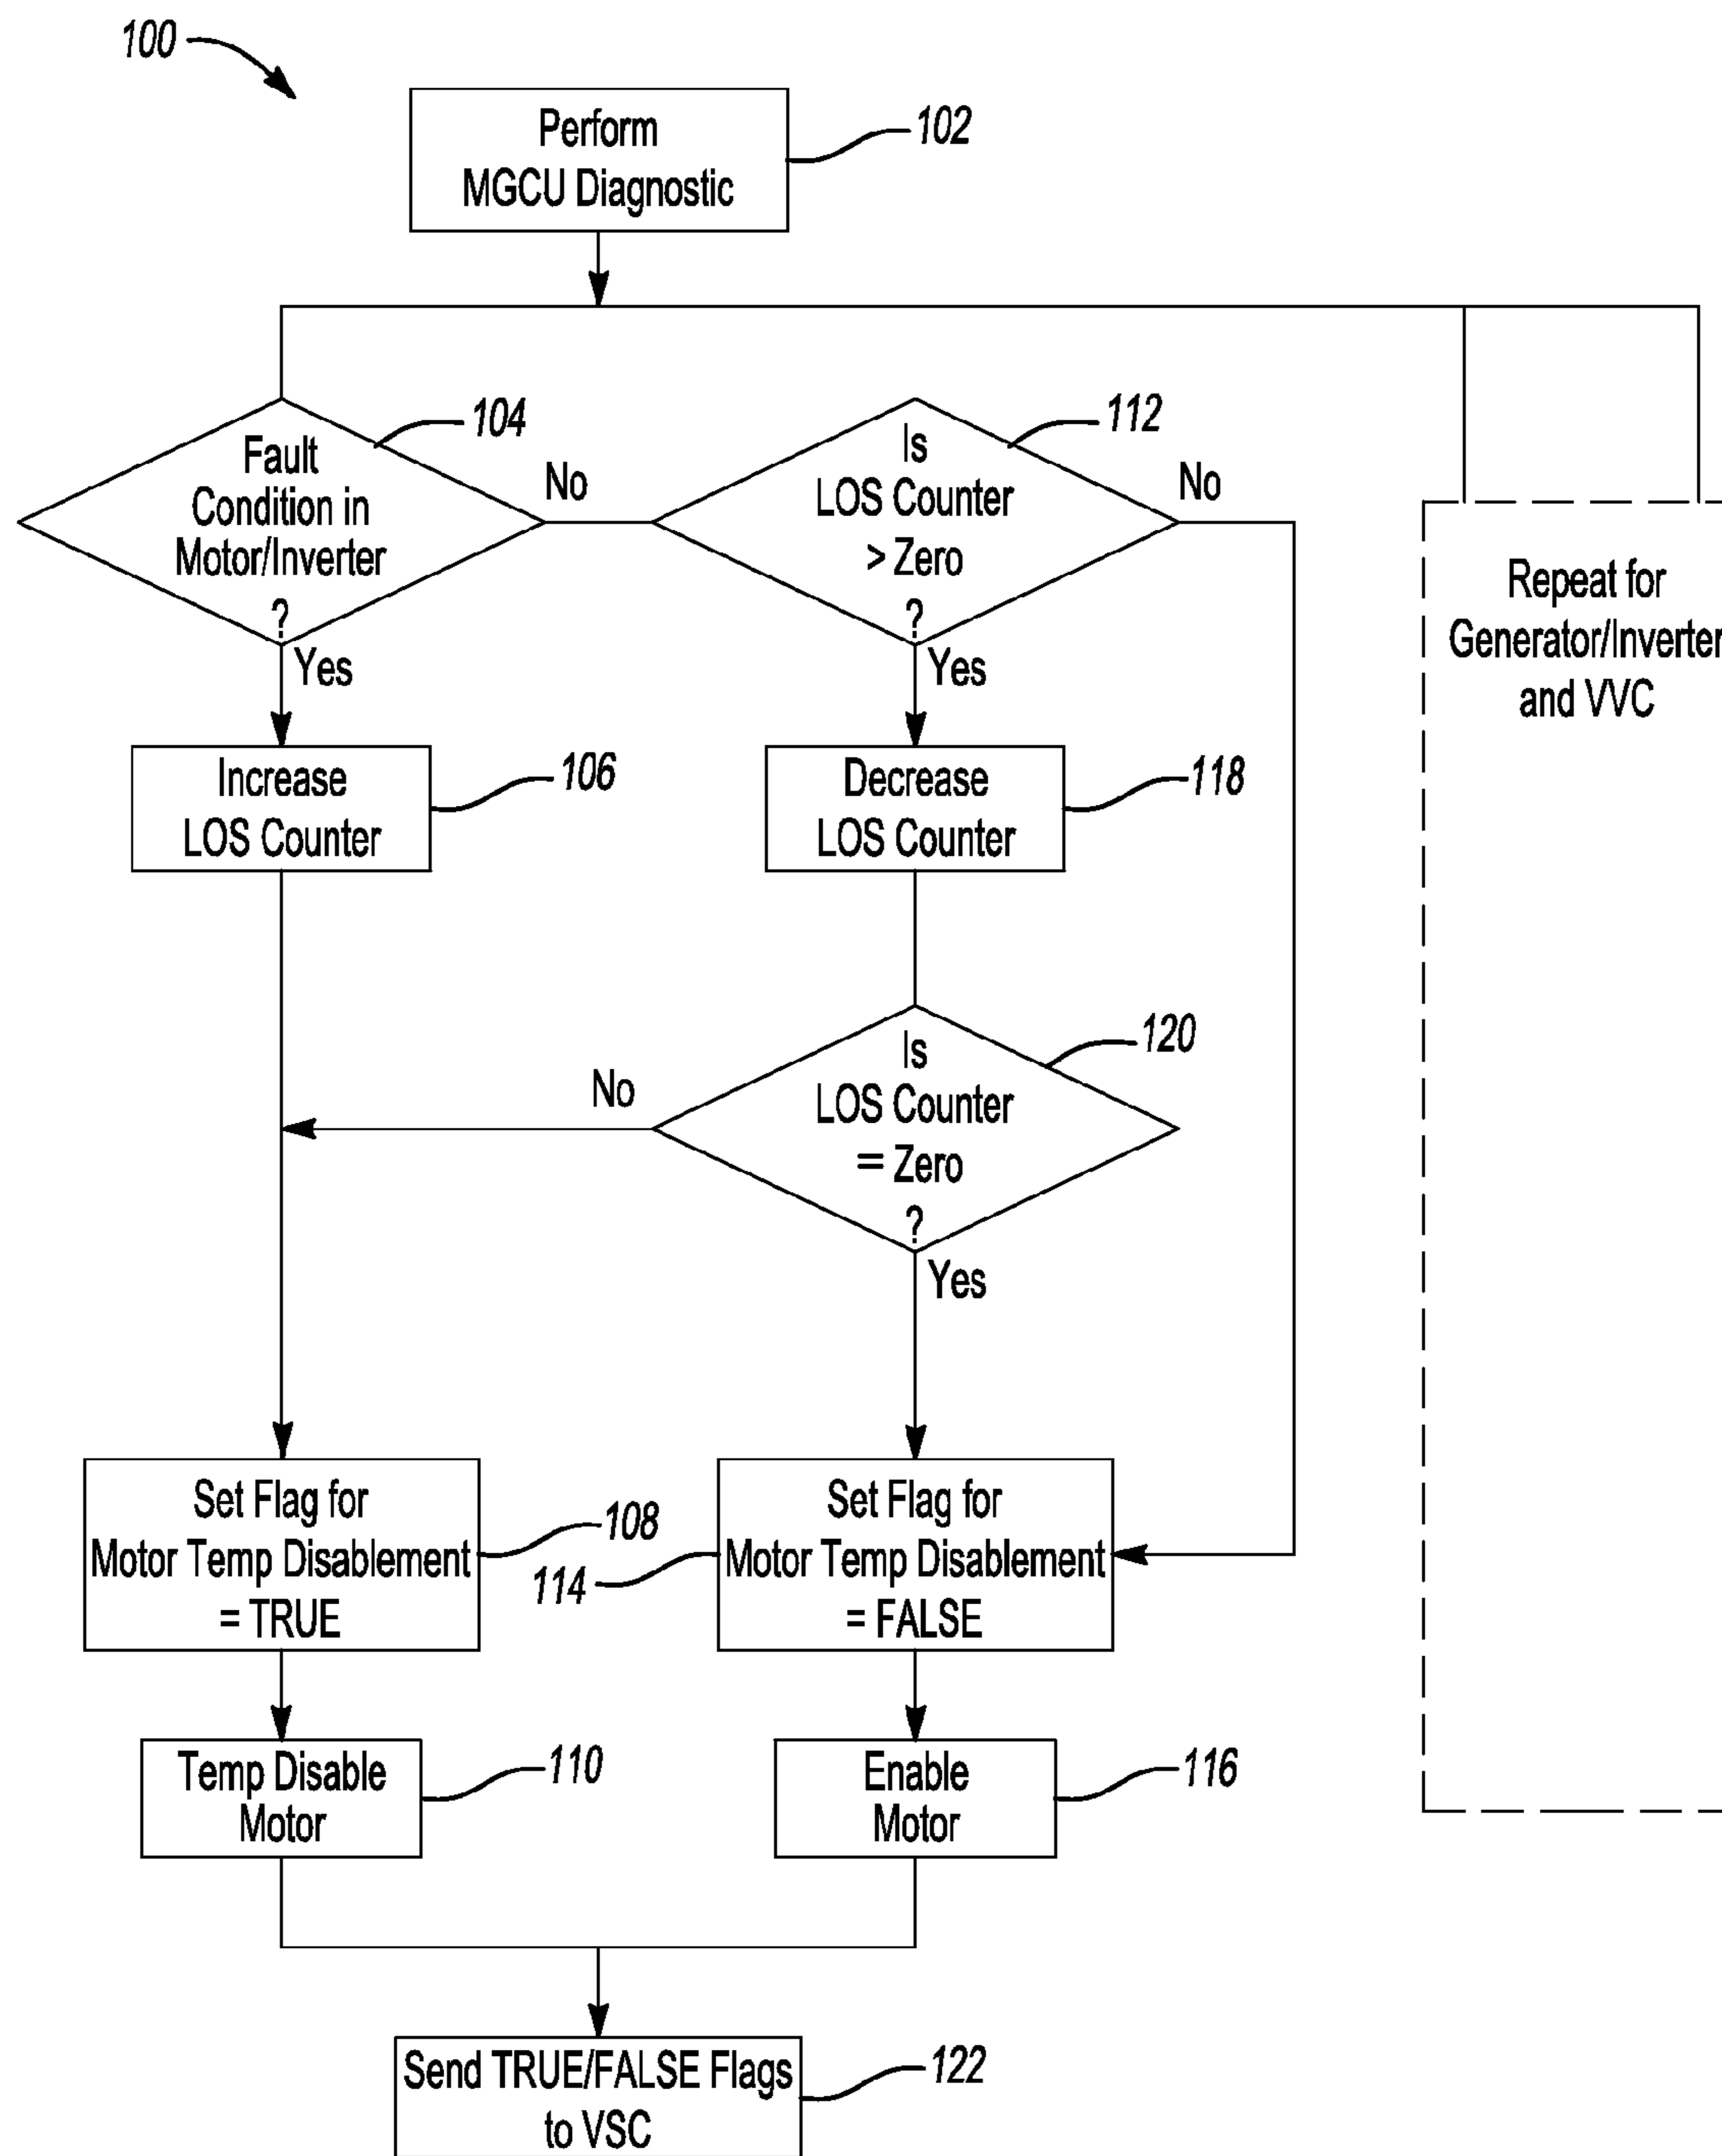 100
Perform
MGCU Diagnostic
102
Fault
Condition in
Motor/Inverter
?
104
No
Yes
Is
LOS Counter
> Zero
?
112
No
Yes
Repeat for
Generator/Inverter
and VVC
Increase
LOS Counter
106
Decrease
LOS Counter
118
Is
LOS Counter
= Zero
?
120
No
Yes
Set Flag for
Motor Temp Disablement
= TRUE
108
114
Set Flag for
Motor Temp Disablement
= FALSE
Temp Disable
Motor
110
Enable
Motor
116
Send TRUE/FALSE Flags
to VSC
122